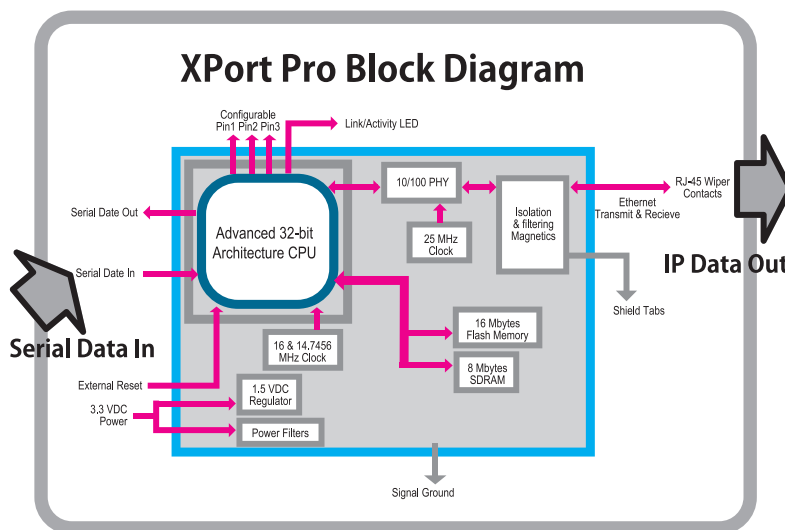 XPort Pro Block Diagram
Configurable
Pin1 Pin2 Pin3
Link/Activity LED
10/100 PHY
RJ-45 Wiper
Contacts
Ethernet
Transmit & Recieve
Isolation
& filtering
Magnetics
Serial Date Out
Advanced 32-bit
Architecture CPU
25 MHz
Clock
IP Data Out
Serial Date In
Shield Tabs
Serial Data In
16 Mbytes
Flash Memory
16 & 14,7456
MHz Clock
8 Mbytes
SDRAM
External Reset
1.5 VDC
Regulator
3,3 VDC
Power
Power Filters
Signal Ground